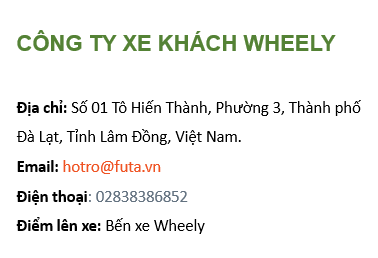 CÔNG TY XE KHÁCH WHEELY
Địa chỉ: Số 01 Tô Hiến Thành, Phường 3, Thành phố
Đà Lạt, Tỉnh Lâm Đồng, Việt Nam.
Email: hotro@futa.vn
Điện thoại: 02838386852
Điểm lên xe: Bến xe Wheely